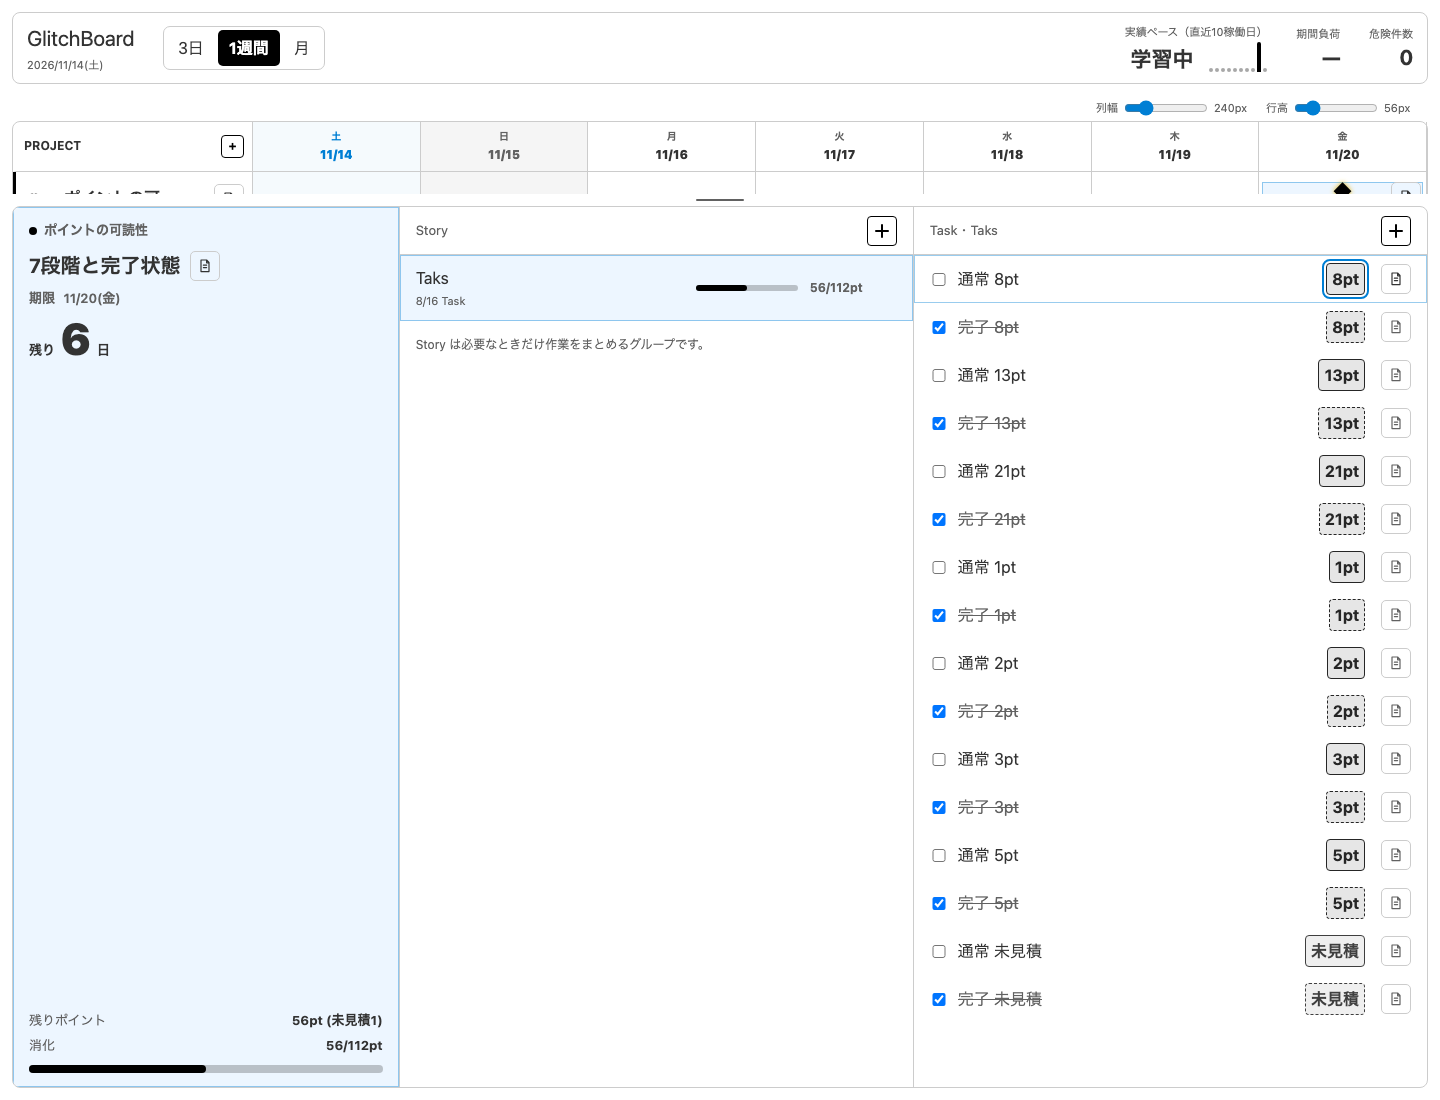 GlitchBoard
2026/11/14(土)
3日 1週間 月
実績ペース（直近10稼働日）
学習中
期間負荷
—
危険件数
0
列幅 240px 行高 56px
PROJECT +
土 11/14
日 11/15
月 11/16
火 11/17
水 11/18
木 11/19
金 11/20
ポイントの可
ポイントの可読性
7段階と完了状態
期限 11/20(金)
残り 6 日
残りポイント 56pt (未見積1)
消化 56/112pt
Story +
Taks
8/16 Task
56/112pt
Story は必要なときだけ作業をまとめるグループです。
Task・Taks +
通常 8pt 8pt
完了 8pt 8pt
通常 13pt 13pt
完了 13pt 13pt
通常 21pt 21pt
完了 21pt 21pt
通常 1pt 1pt
完了 1pt 1pt
通常 2pt 2pt
完了 2pt 2pt
通常 3pt 3pt
完了 3pt 3pt
通常 5pt 5pt
完了 5pt 5pt
通常 未見積 未見積
完了 未見積 未見積